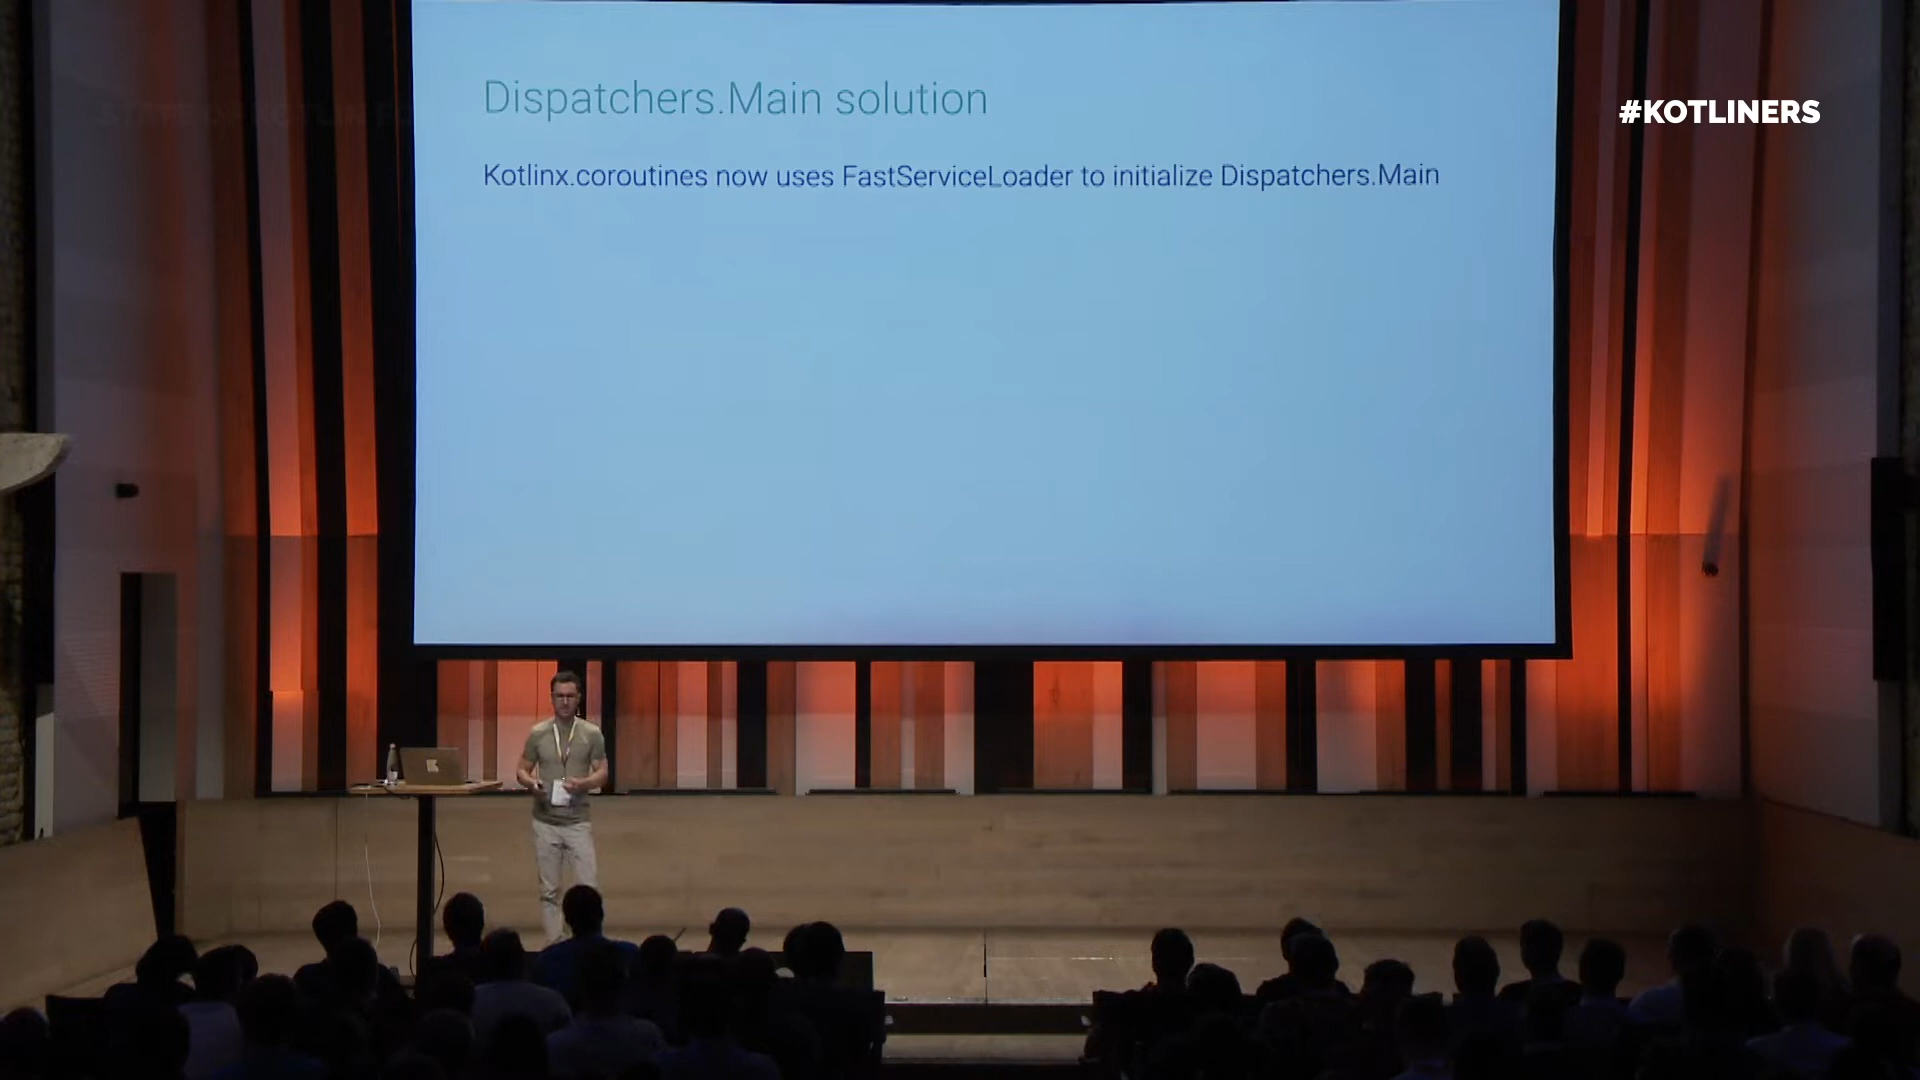 Dispatchers.Main solution
#KOTLINERS
Kotlinx.coroutines now uses FastServiceLoader to initialize Dispatchers.Main